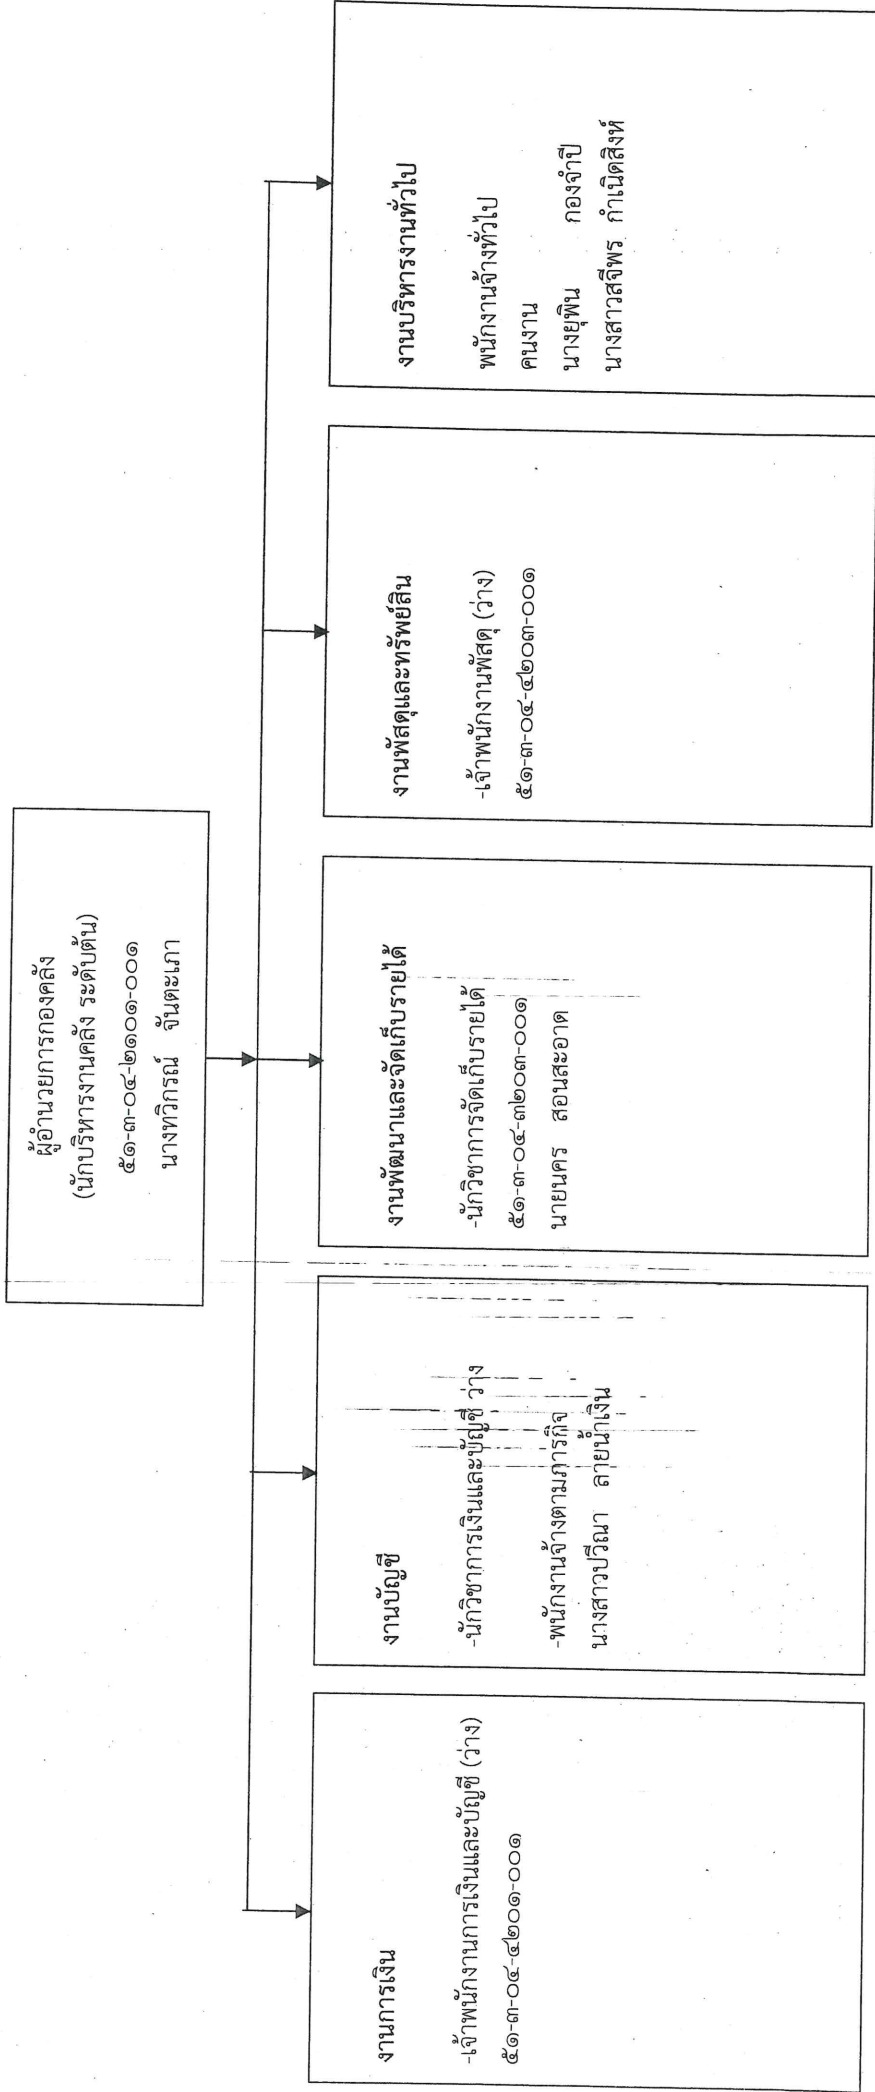 ผู้อำนวยการกองคลัง
(นักบริหารงานคลัง ระดับต้น)
๕๑-๓-๐๔-๒๑๐๑-๐๐๑
นางทวิกรณ์ จันตะเภา
งานการเงิน
-เจ้าพนักงานการเงินและบัญชี (ว่าง)
๕๑-๓-๐๔-๔๒๐๑-๐๐๑
งานบัญชี
-นักวิชาการเงินและบัญชี ว่าง
-พนักงานจ้างตามภารกิจ
นางสาวปวีณา ลายน้ำเงิน
งานพัฒนาและจัดเก็บรายได้
-นักวิชาการจัดเก็บรายได้
๕๑-๓-๐๔-๓๒๐๓-๐๐๑
นายนคร สอนสะอาด
งานพัสดุและทรัพย์สิน
-เจ้าพนักงานพัสดุ (ว่าง)
๕๑-๓-๐๔-๔๒๐๓-๐๐๑
งานบริหารงานทั่วไป
พนักงานจ้างทั่วไป
คนงาน
นางยุพิน กองจำปี
นางสาวสจีพร กำเนิดสิงห์